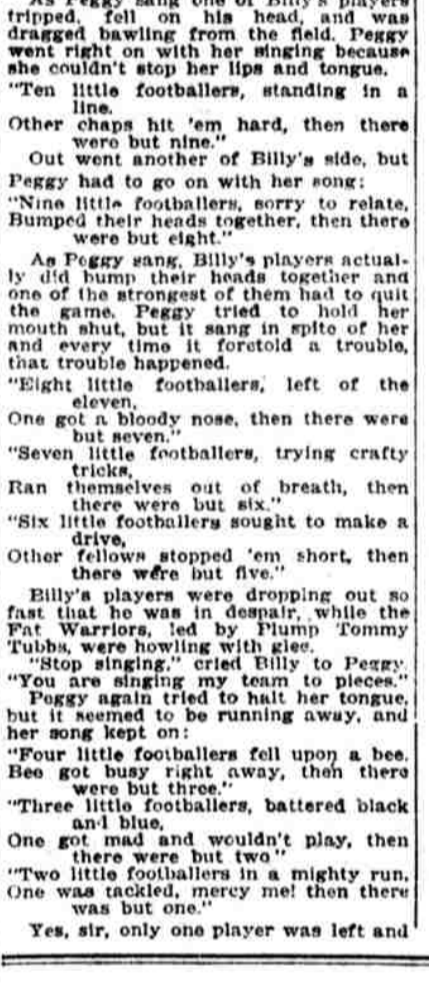 As Peggy sang one of Billy's players
tripped, fell on his head, and was
dragged bawling from the field. Peggy
went right on with her singing because
she couldn't stop her lips and tongue.
"Ten little footballers, standing in a
line.
Other chaps hit 'em hard, then there
were but nine."
Out went another of Billy's side, but
Peggy had to go on with her song:
"Nine little footballers, sorry to relate,
Bumped their heads together, then there
were but eight."
As Peggy sang, Billy's players actual-
ly did bump their heads together and
one of the strongest of them had to quit
the game. Peggy tried to hold her
mouth shut, but it sang in spite of her
and every time it foretold a trouble,
that trouble happened.
"Eight little footballers, left of the
eleven,
One got a bloody nose, then there were
but seven."
"Seven little footballers, trying crafty
tricks,
Ran themselves out of breath, then
there were but six."
"Six little footballers sought to make a
drive,
Other fellows stopped 'em short, then
there were but five."
Billy's players were dropping out so
fast that he was in despair, while the
Fat Warriors, led by Plump Tommy
Tubbs, were howling with glee.
"Stop singing," cried Billy to Peggy.
"You are singing my team to pieces."
Peggy again tried to halt her tongue,
but it seemed to be running away, and
her song kept on:
"Four little footballers fell upon a bee,
Bee got busy right away, then there
were but three."
"Three little footballers, battered black
and blue,
One got mad and wouldn't play, then
there were but two"
"Two little footballers in a mighty run,
One was tackled, mercy me! then there
was but one."
Yes, sir, only one player was left and